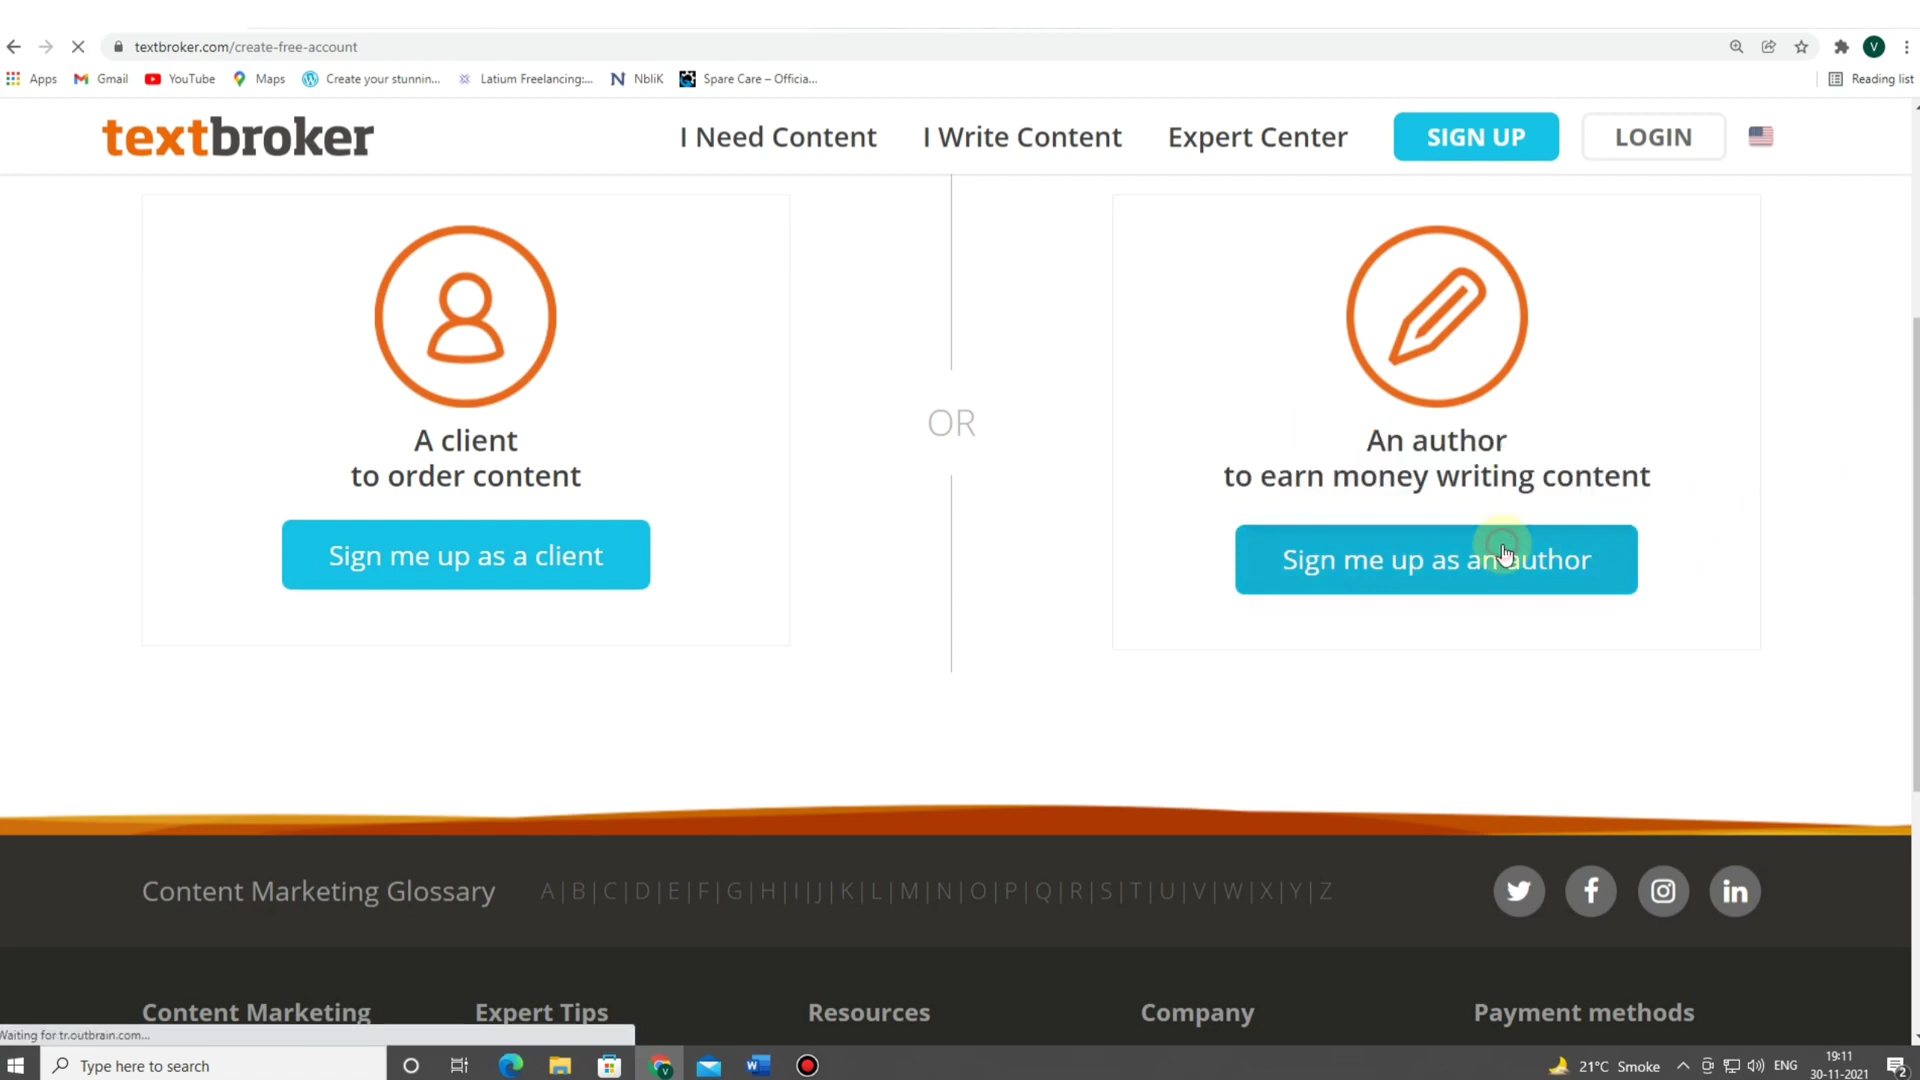 textbroker.com/create-free-account
Apps Gmail YouTube Maps Create your stunnin... Latium Freelancing:... NbliK Spare Care – Officia... Reading list
textbroker I Need Content I Write Content Expert Center SIGN UP LOGIN
A client
to order content
Sign me up as a client
OR
An author
to earn money writing content
Sign me up as an author
Content Marketing Glossary A|B|C|D|E|F|G|H|I|J|K|L|M|N|O|P|Q|R|S|T|U|V|W|X|Y|Z
Content Marketing Expert Tips Resources Company Payment methods
Waiting for tr.outbrain.com...
Type here to search
21°C Smoke ENG
19:11
30-11-2021
2
V